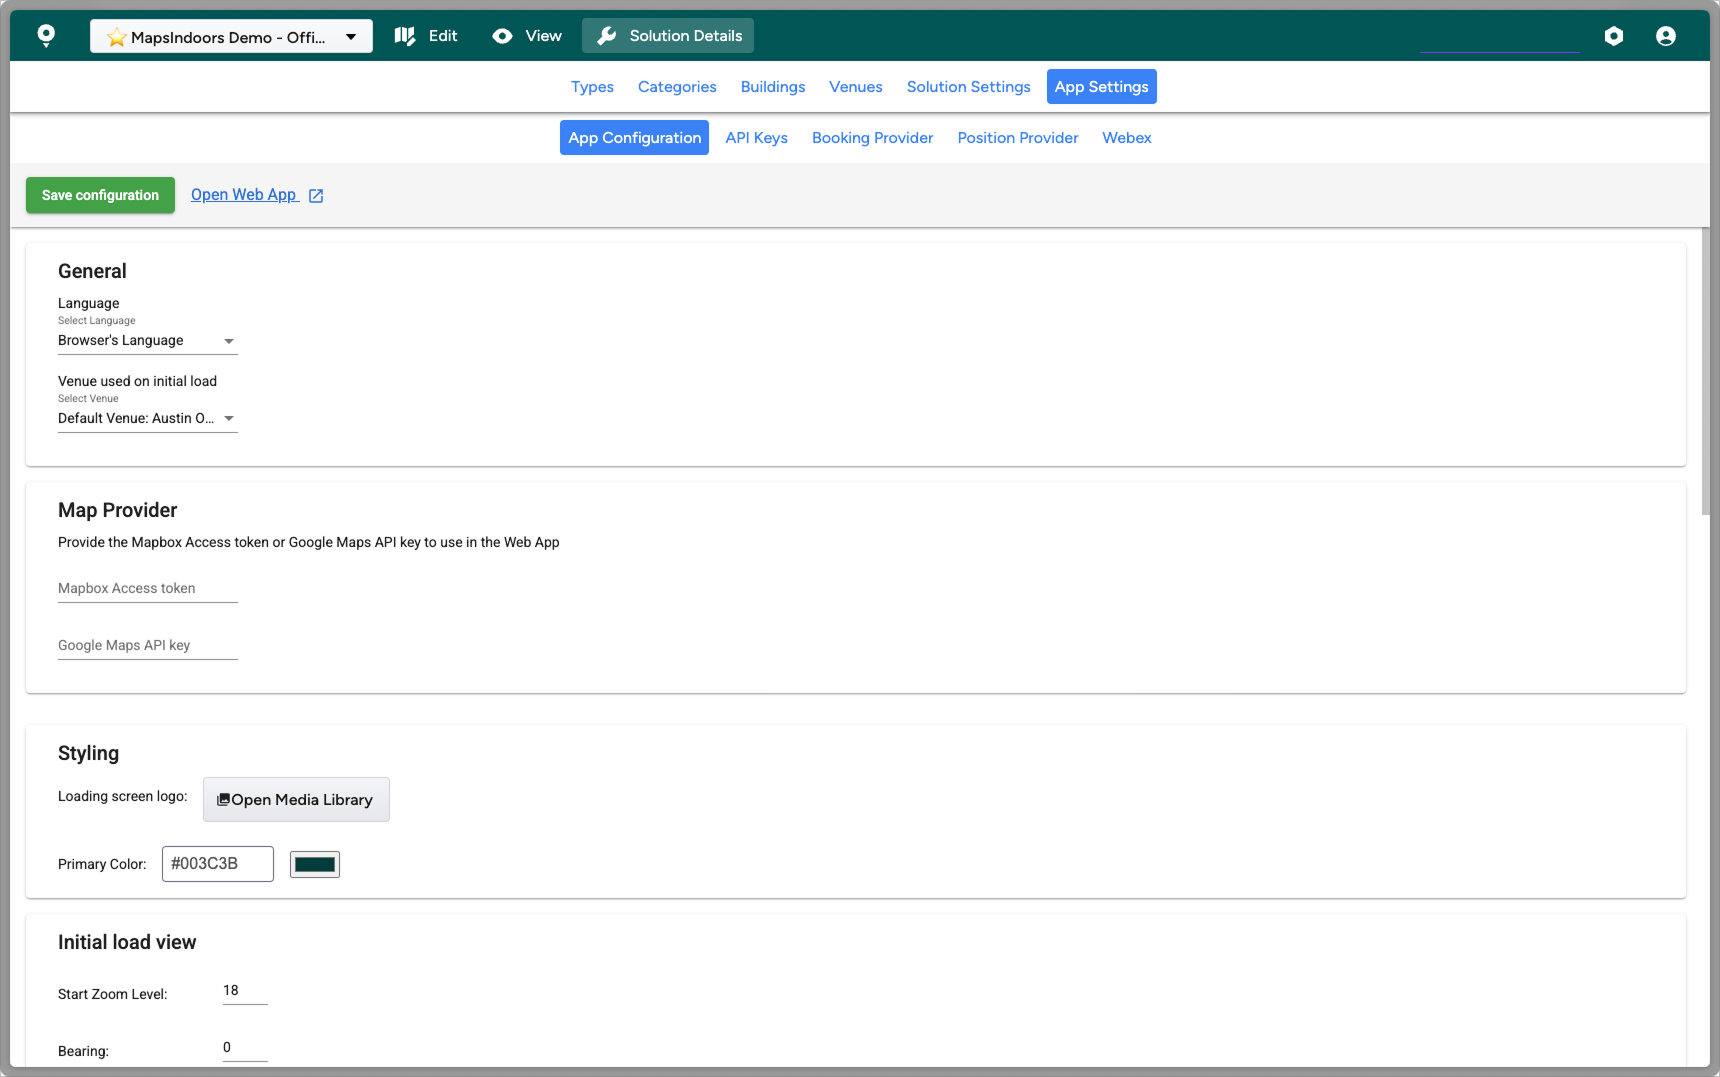 MapsIndoors Demo - Offi...
Edit
View
Solution Details
Types
Categories
Buildings
Venues
Solution Settings
App Settings
App Configuration
API Keys
Booking Provider
Position Provider
Webex
Save configuration
Open Web App
General
Language
Select Language
Browser's Language
Venue used on initial load
Select Venue
Default Venue: Austin O...
Map Provider
Provide the Mapbox Access token or Google Maps API key to use in the Web App
Mapbox Access token
Google Maps API key
Styling
Loading screen logo:
Open Media Library
Primary Color:
#003C3B
Initial load view
Start Zoom Level:
18
Bearing:
0